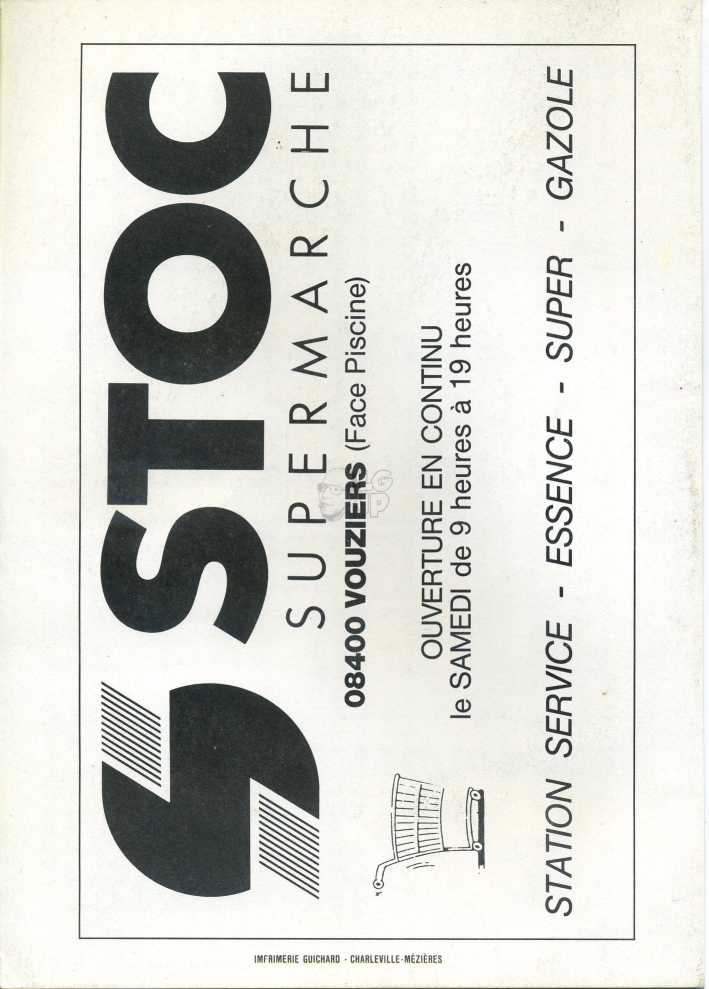 STOC
SUPERMARCHE
08400 VOUZIERS (Face Piscine)
OUVERTURE EN CONTINU
le SAMEDI de 9 heures à 19 heures
STATION SERVICE - ESSENCE - SUPER - GAZOLE
IMFRIMERIE GUICHARD - CHARLEVILLE-MÉZIÈRES